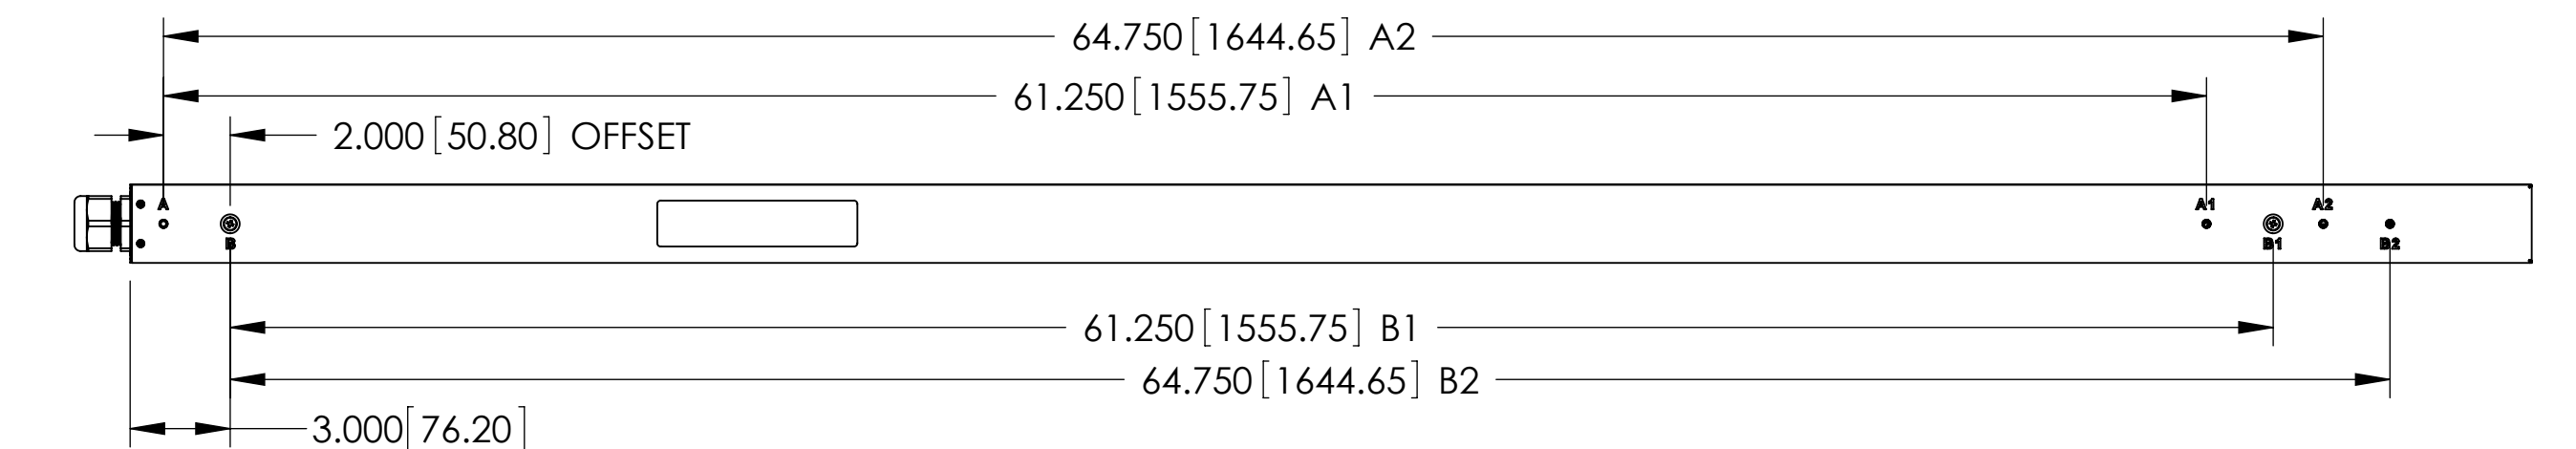 64.750[1644.65] A2
61.250[1555.75] A1
2.000[50.80] OFFSET
A
A1
A2
B
B1
B2
61.250[1555.75] B1
64.750[1644.65] B2
3.000[76.20]